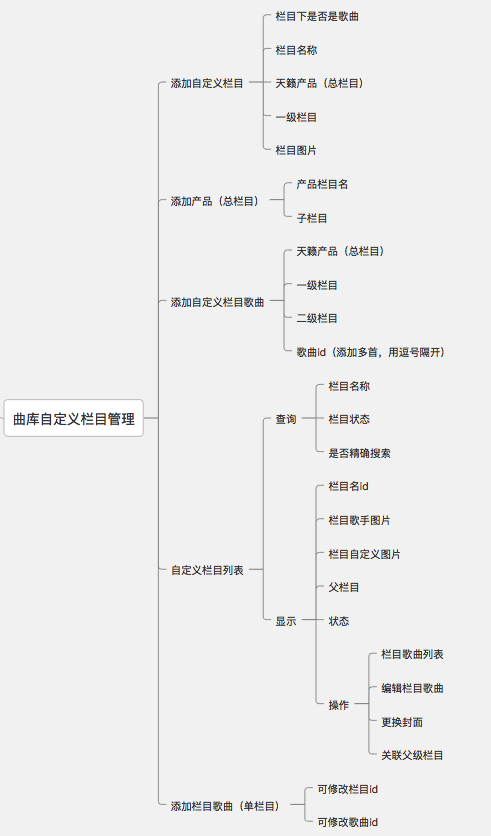 曲库自定义栏目管理
添加自定义栏目
栏目下是否是歌曲
栏目名称
天籁产品（总栏目）
一级栏目
栏目图片
添加产品（总栏目）
产品栏目名
子栏目
添加自定义栏目歌曲
天籁产品（总栏目）
一级栏目
二级栏目
歌曲id（添加多首，用逗号隔开）
自定义栏目列表
查询
栏目名称
栏目状态
是否精确搜索
显示
栏目名id
栏目歌手图片
栏目自定义图片
父栏目
状态
操作
栏目歌曲列表
编辑栏目歌曲
更换封面
关联父级栏目
添加栏目歌曲（单栏目）
可修改栏目id
可修改歌曲id